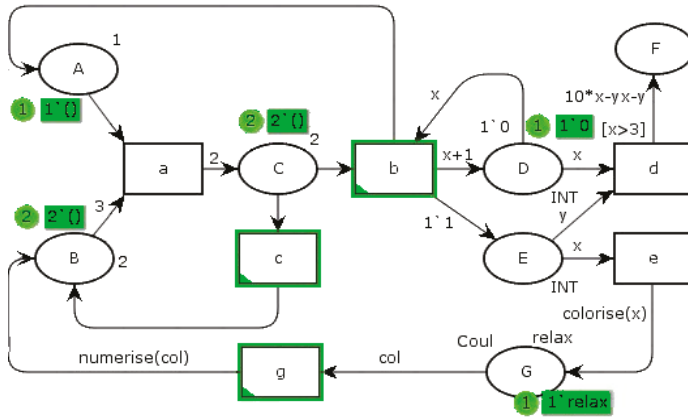 1
A
F
1 1`()
2 2`()
10*x-yx-y
x
1`0
1 1`0
[x>3]
2
2
a
C
b
x+1
D
x
d
2 2`()
3
INT
y
1`1
B
2
c
E
x
e
INT
colorise(x)
numerise(col)
col
Coul
relax
g
G
1 1`relax